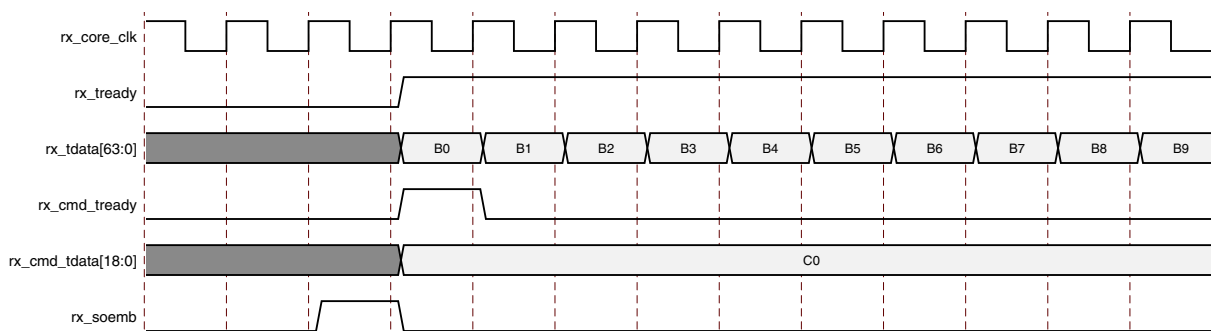 rx_core_clk
rx_tready
rx_tdata[63:0] B0 B1 B2 B3 B4 B5 B6 B7 B8 B9
rx_cmd_tready
rx_cmd_tdata[18:0] C0
rx_soemb